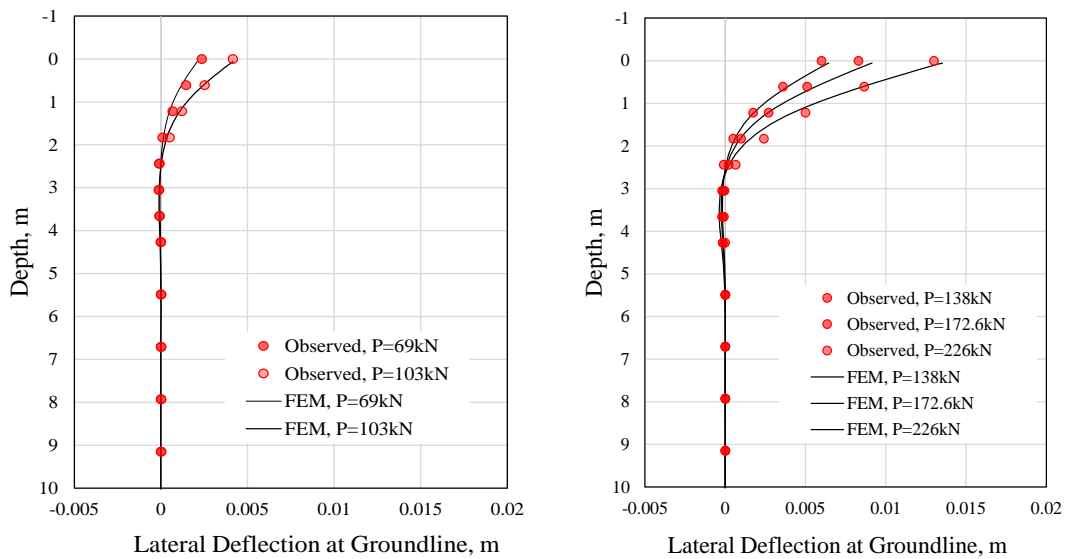 -1
0
1
2
3
4
5
6
7
8
9
10
Depth, m
Observed, P=69kN
Observed, P=103kN
FEM, P=69kN
FEM, P=103kN
-0.005 0 0.005 0.01 0.015 0.02
Lateral Deflection at Groundline, m
-1
0
1
2
3
4
5
6
7
8
9
10
Depth, m
Observed, P=138kN
Observed, P=172.6kN
Observed, P=226kN
FEM, P=138kN
FEM, P=172.6kN
FEM, P=226kN
-0.005 0 0.005 0.01 0.015 0.02
Lateral Deflection at Groundline, m